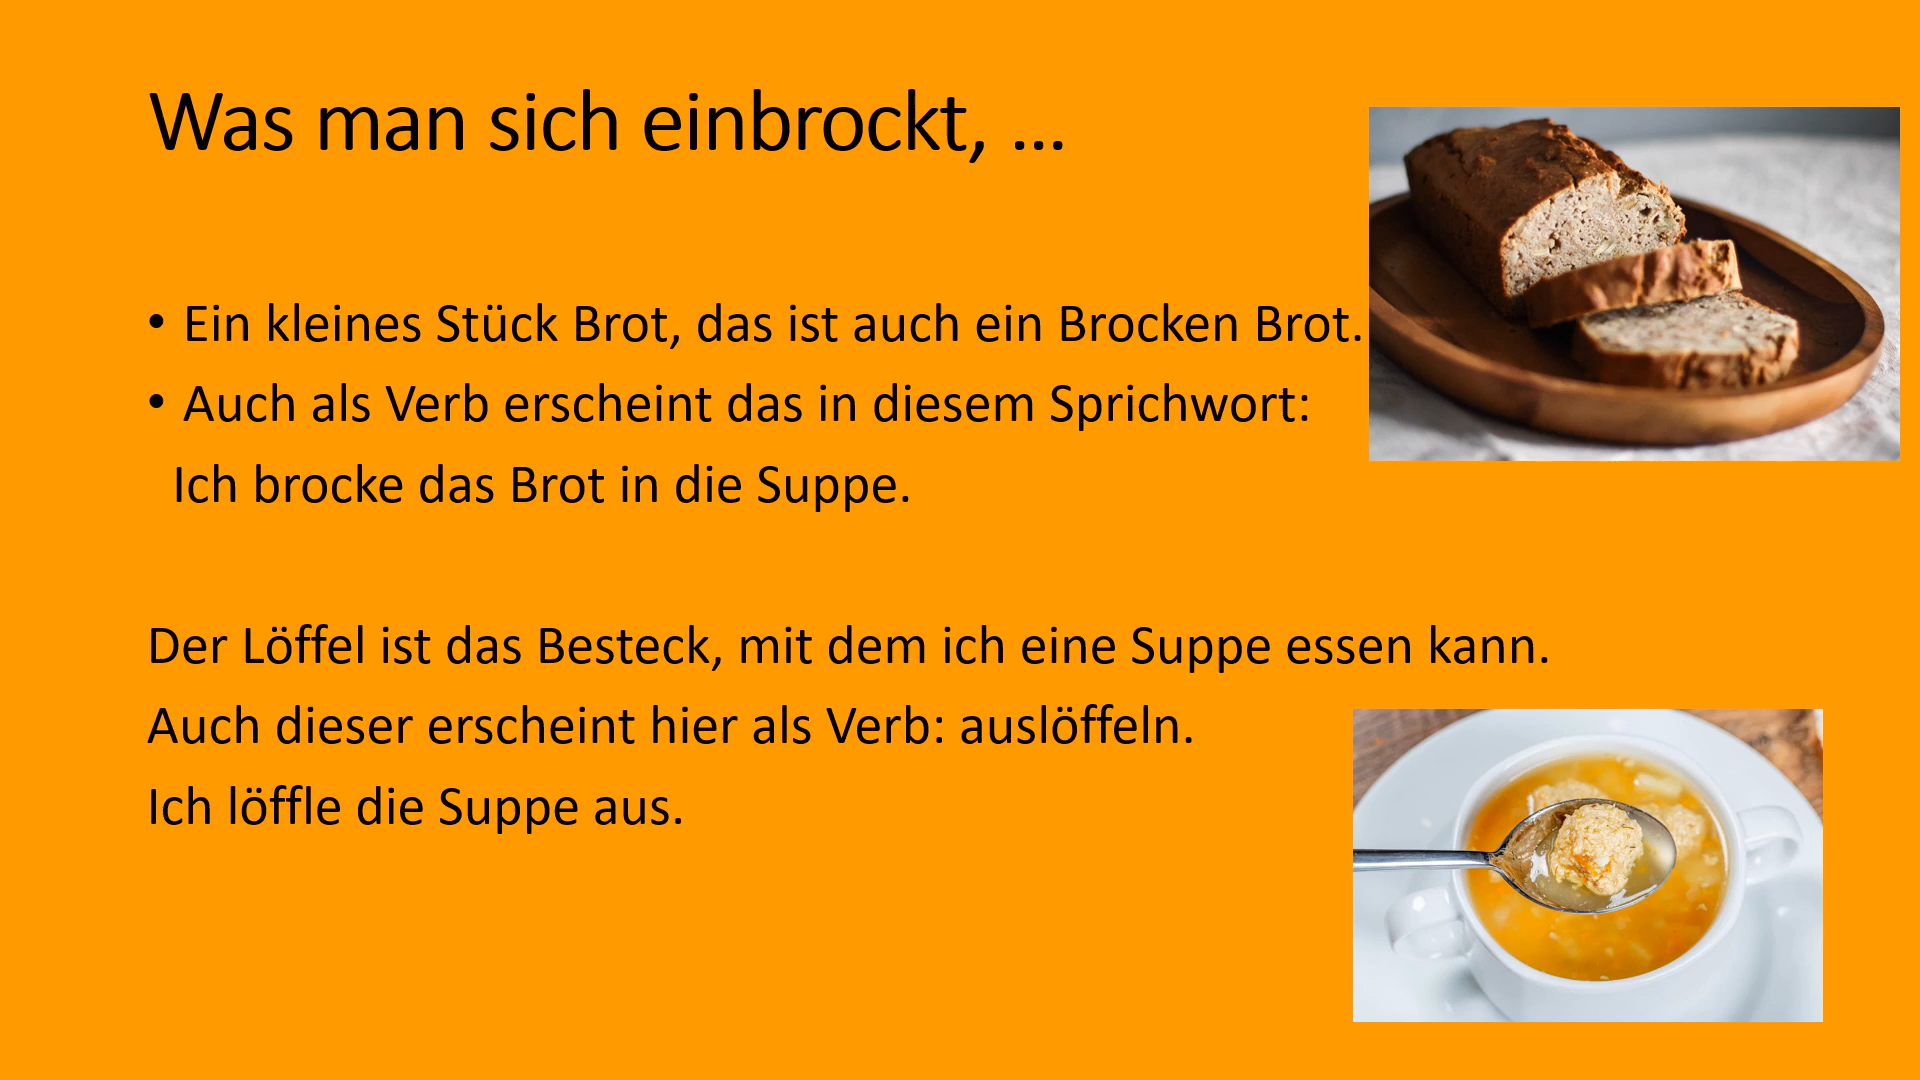 Was man sich einbrockt, …
• Ein kleines Stück Brot, das ist auch ein Brocken Brot.
• Auch als Verb erscheint das in diesem Sprichwort:
Ich brocke das Brot in die Suppe.
Der Löffel ist das Besteck, mit dem ich eine Suppe essen kann.
Auch dieser erscheint hier als Verb: auslöffeln.
Ich löffle die Suppe aus.